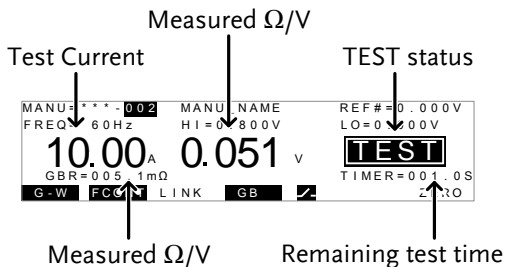 Measured Ω/V
Test Current
TEST status
MANU=***-002 MANU_NAME REF#=0.000V
FREQ= 60Hz HI=0.800V LO=0.000V
10.00A 0.051 V TEST
GBR=005.1mΩ TIMER=001.0S
G-W LINK GB ZERO
Measured Ω/V
Remaining test time